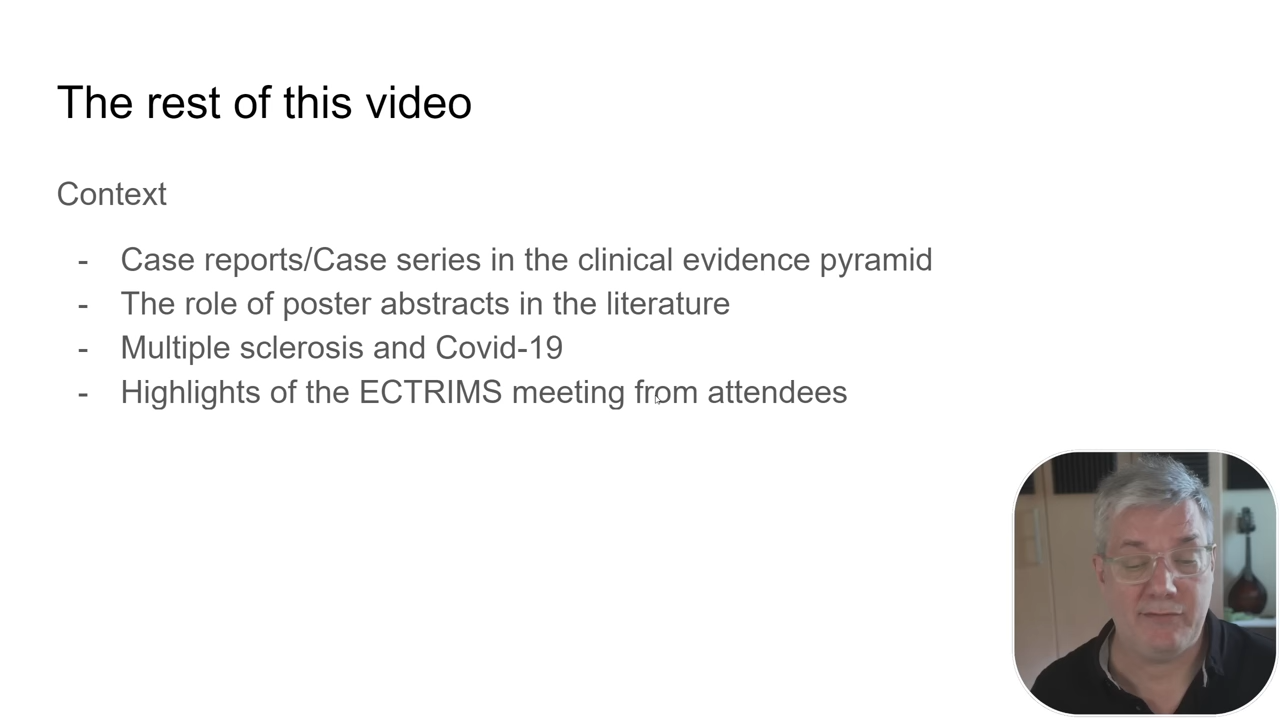 The rest of this video
Context
- Case reports/Case series in the clinical evidence pyramid
- The role of poster abstracts in the literature
- Multiple sclerosis and Covid-19
- Highlights of the ECTRIMS meeting from attendees